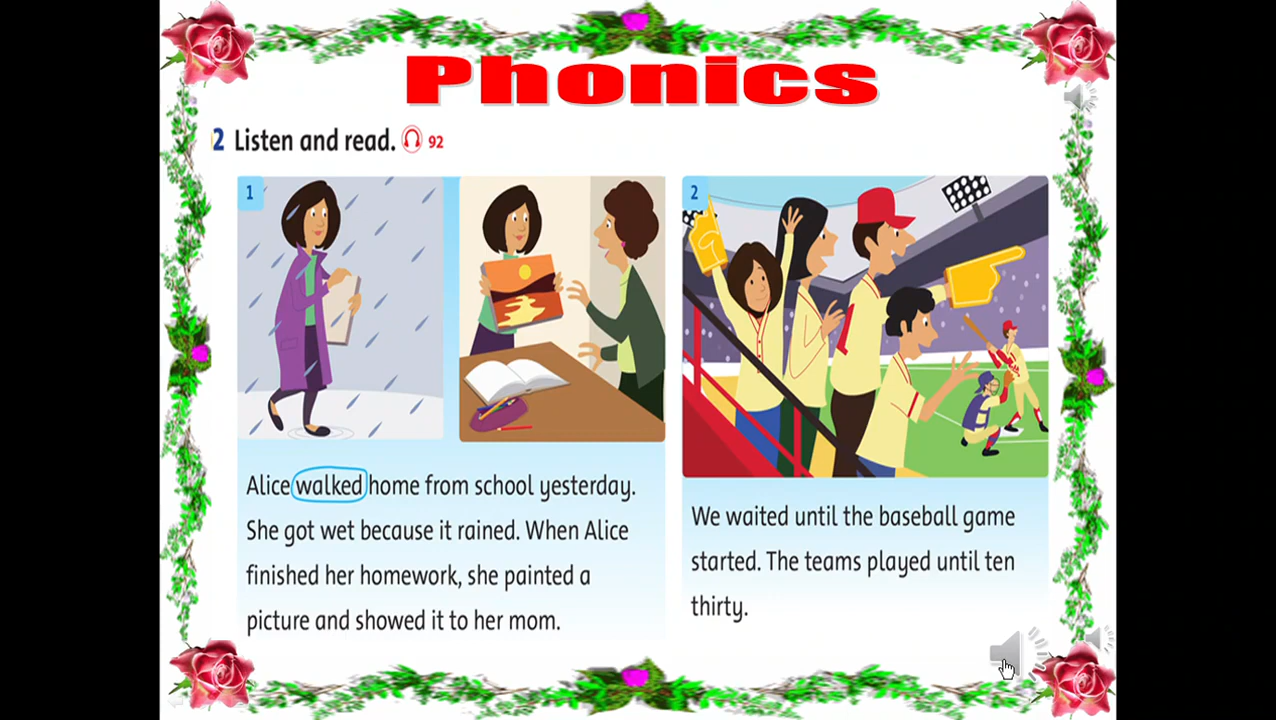 Phonics
2 Listen and read. 92
1
2
Alice walked home from school yesterday.
She got wet because it rained. When Alice
finished her homework, she painted a
picture and showed it to her mom.
We waited until the baseball game
started. The teams played until ten
thirty.